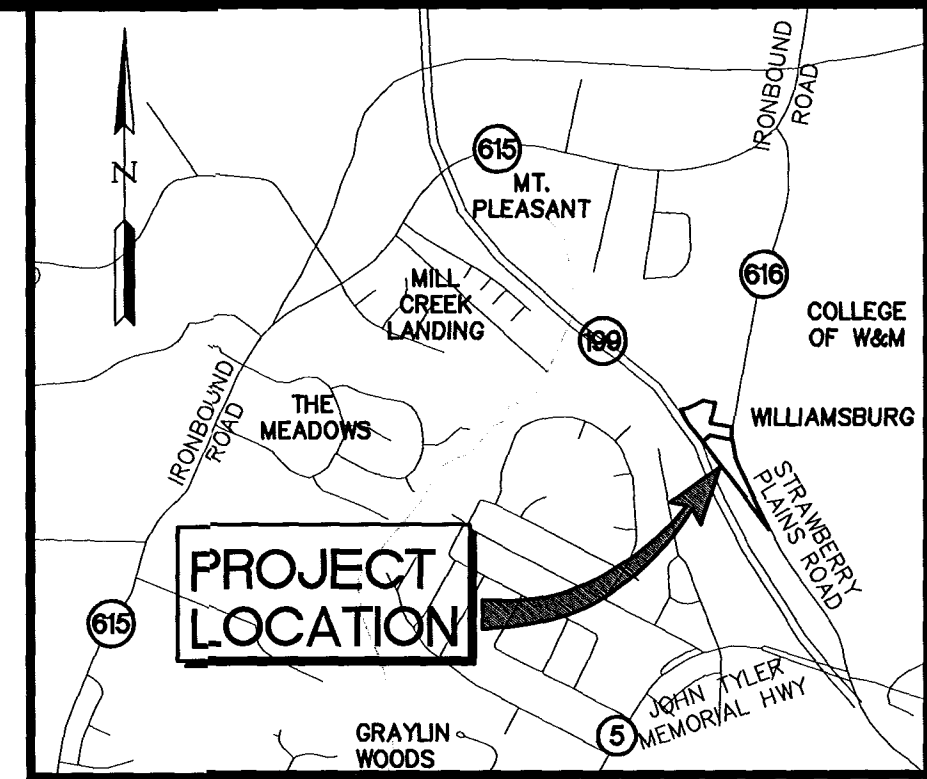 IRONBOUND
ROAD
N
615
MT.
PLEASANT
616
MILL
CREEK
LANDING
COLLEGE
OF W&M
199
THE
MEADOWS
IRONBOUND
ROAD
WILLIAMSBURG
STRAWBERRY
PLAINS ROAD
PROJECT
LOCATION
615
JOHN TYLER
MEMORIAL HWY
5
GRAYLIN
WOODS